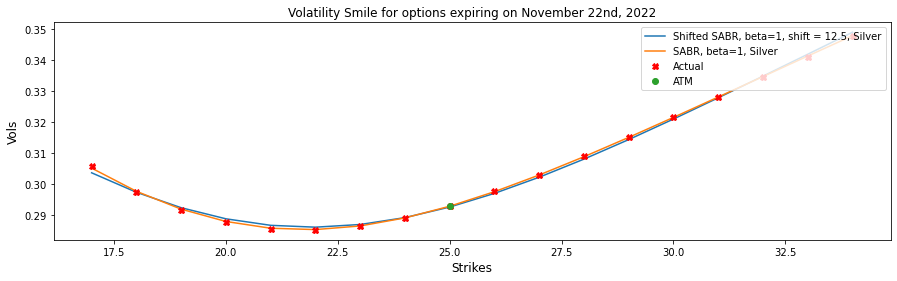 Volatility Smile for options expiring on November 22nd, 2022
Vols
0.35
0.34
0.33
0.32
0.31
0.30
0.29
Shifted SABR, beta=1, shift = 12.5, Silver
SABR, beta=1, Silver
Actual
ATM
17.5 20.0 22.5 25.0 27.5 30.0 32.5
Strikes